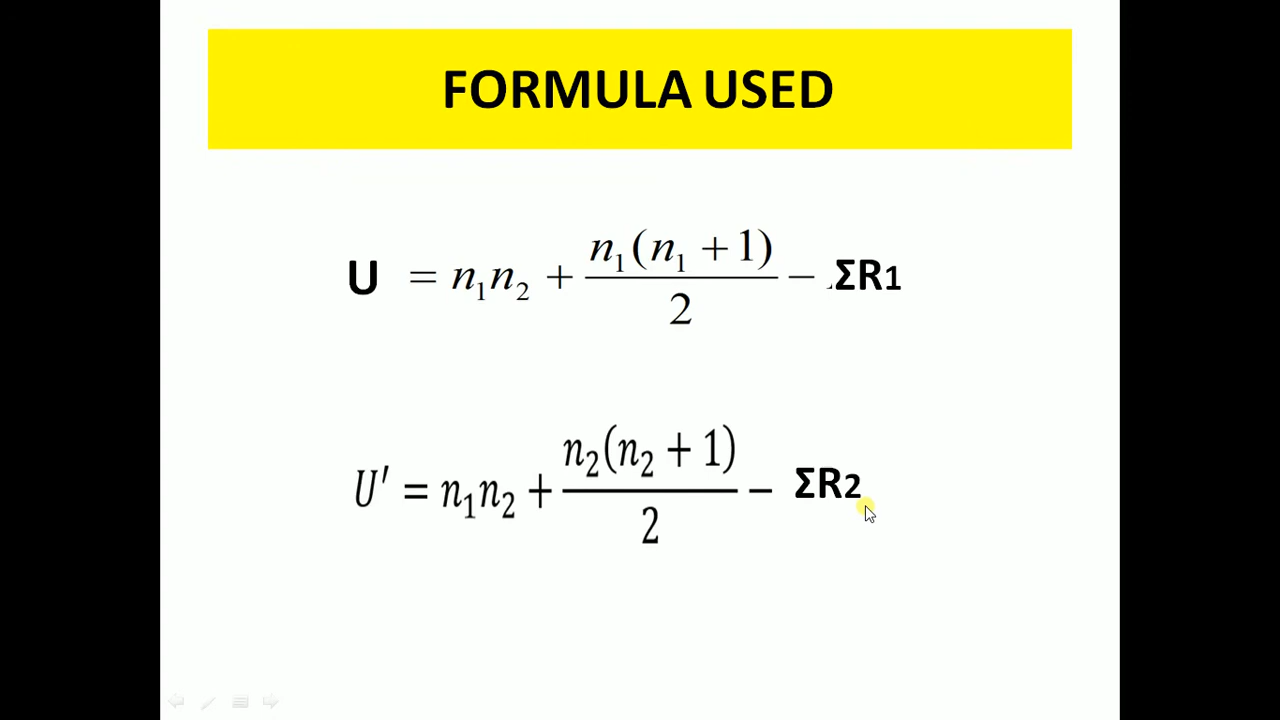 FORMULA USED
U = n₁n₂ + n₁(n₁ + 1)/2 − ΣR1
U′ = n₁n₂ + n₂(n₂ + 1)/2 − ΣR2